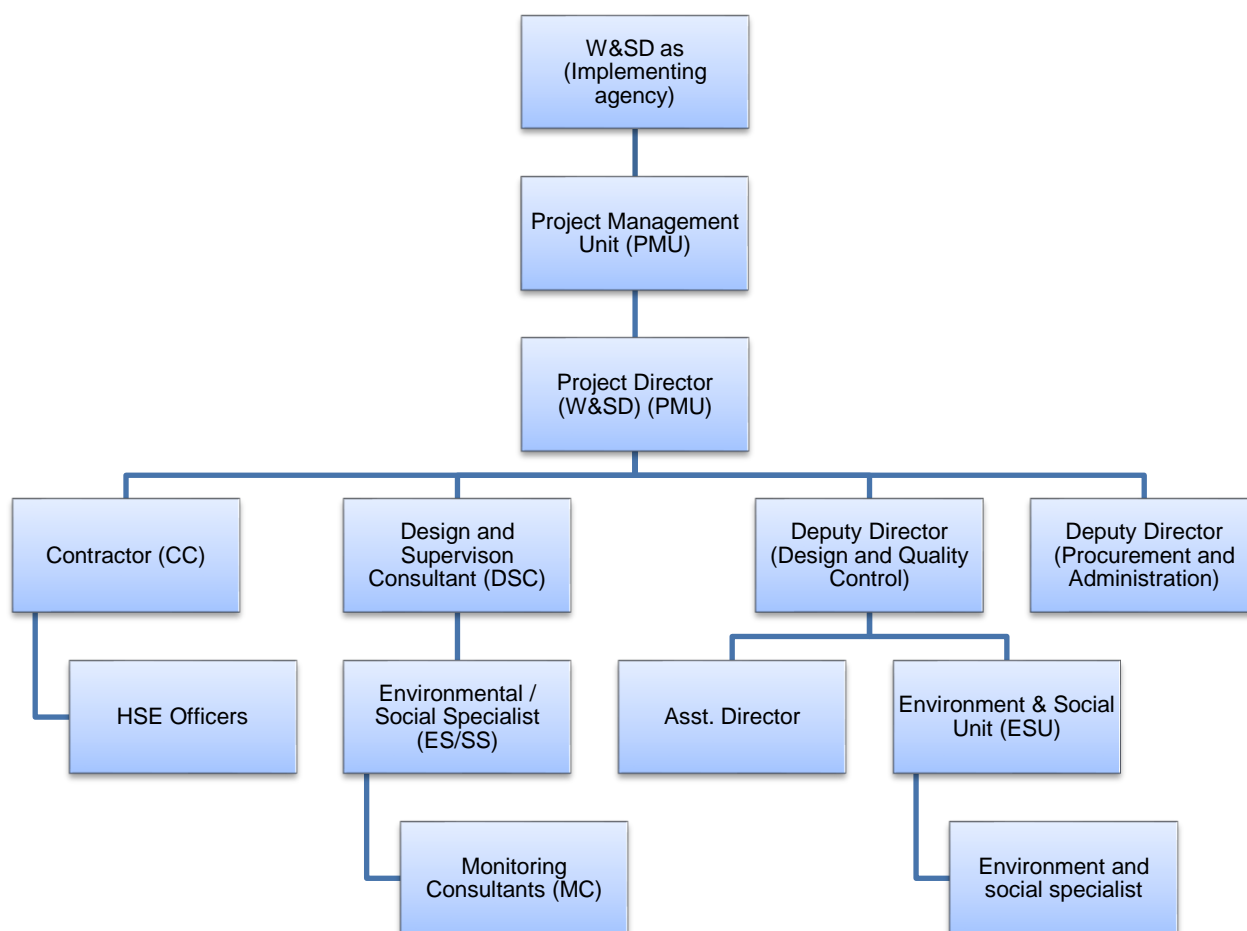 W&SD as
(Implementing
agency)
Project Management
Unit (PMU)
Project Director
(W&SD) (PMU)
Contractor (CC)
Design and
Supervison
Consultant (DSC)
Deputy Director
(Design and Quality
Control)
Deputy Director
(Procurement and
Administration)
HSE Officers
Environmental /
Social Specialist
(ES/SS)
Asst. Director
Environment & Social
Unit (ESU)
Monitoring
Consultants (MC)
Environment and
social specialist